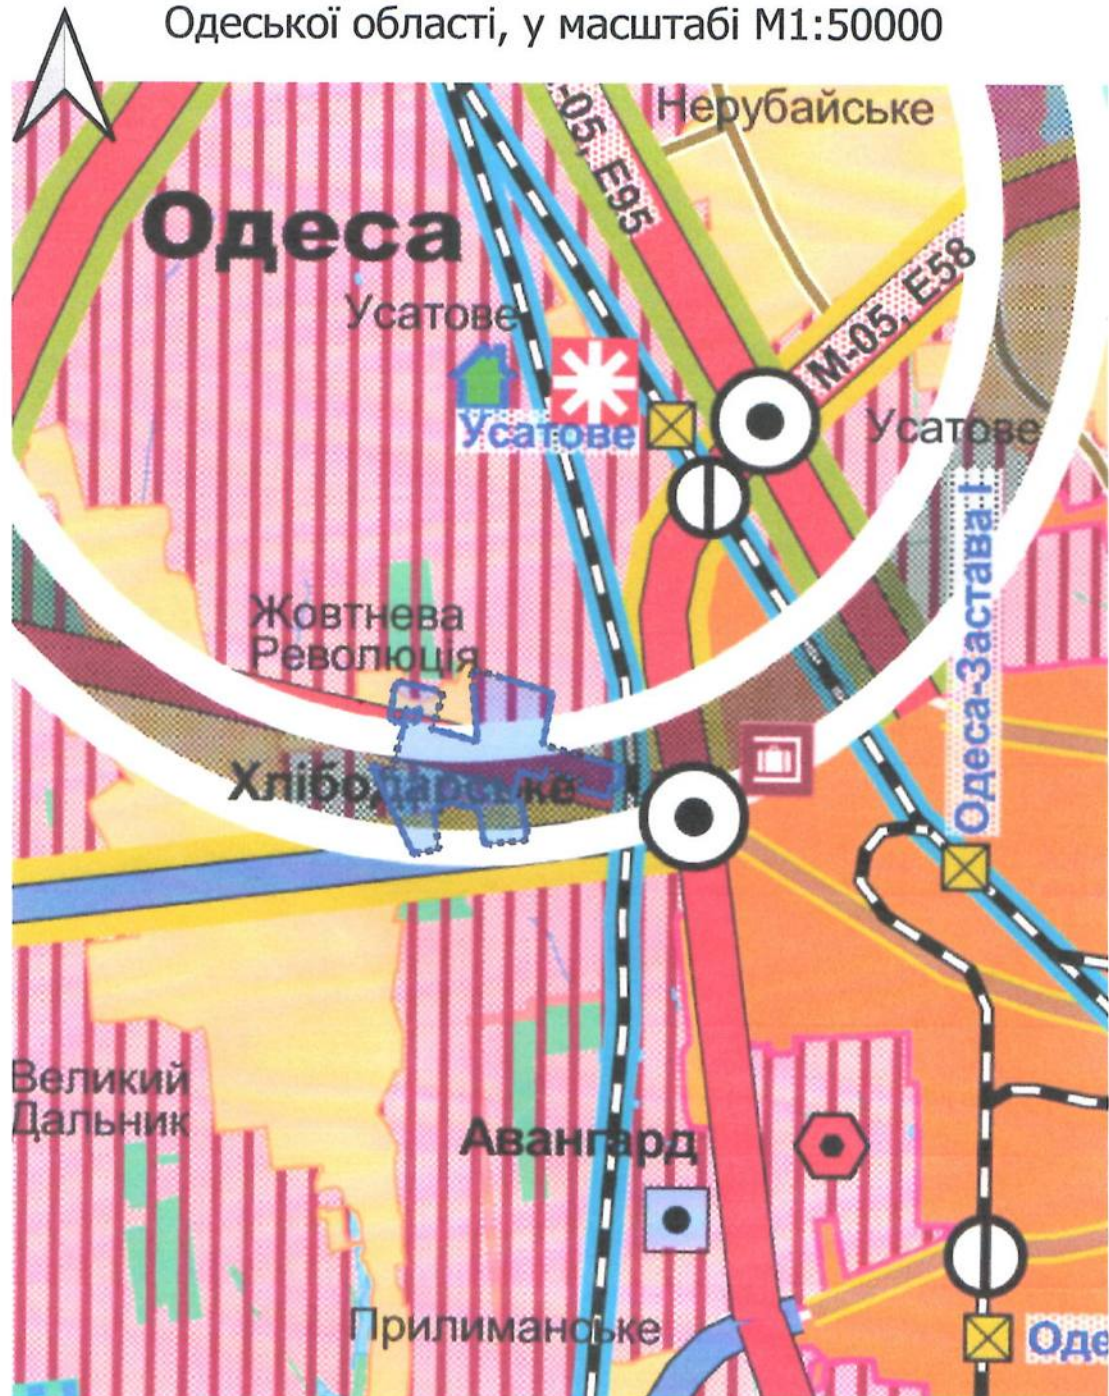 Одеської області, у масштабі М1:50000
Нерубайське
-05, Е95
Одеса
М-05, Е58
Усатове
Усатове
Усатове
Одеса-Застава І
Жовтнева
Революція
Хлібодарське
Великий
Дальник
Авангард
Прилиманське
Оде